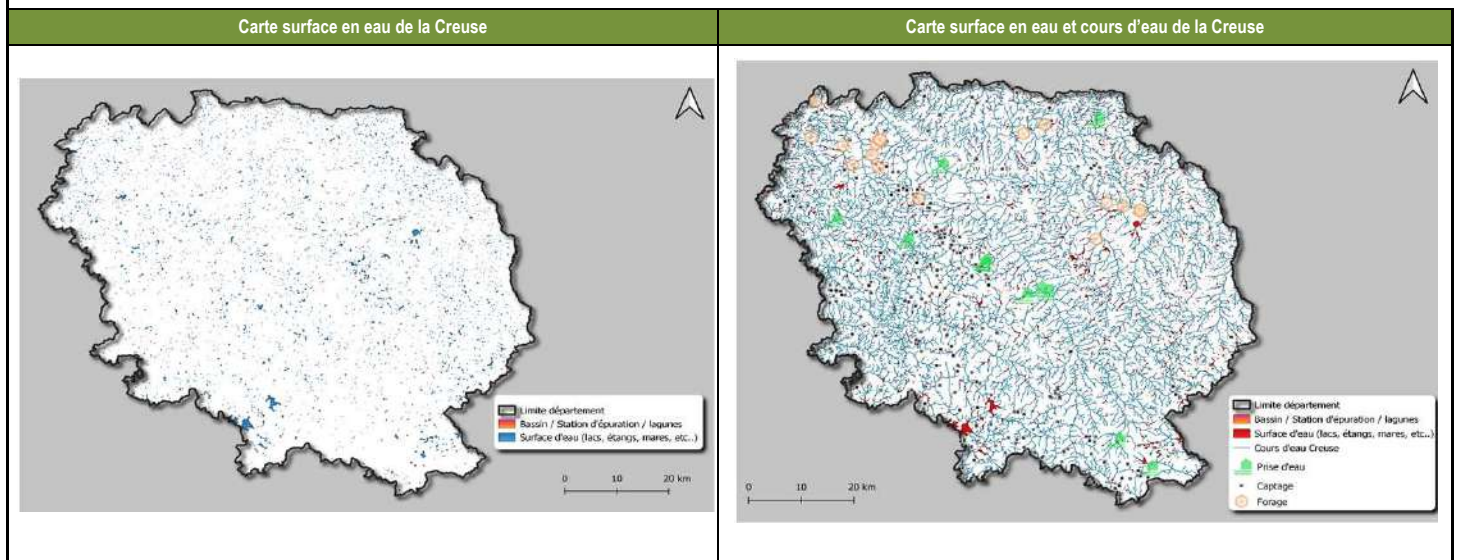 Carte surface en eau de la Creuse
Carte surface en eau et cours d'eau de la Creuse
Limite département
Bassin / Station d'épuration / lagunes
Surface d'eau (lacs, étangs, mares, etc..)
0 10 20 km
Limite département
Bassin / Station d'épuration / lagunes
Surface d'eau (lacs, étangs, mares, etc..)
Cours d'eau Creuse
Prise d'eau
Captage
Forage
0 10 20 km